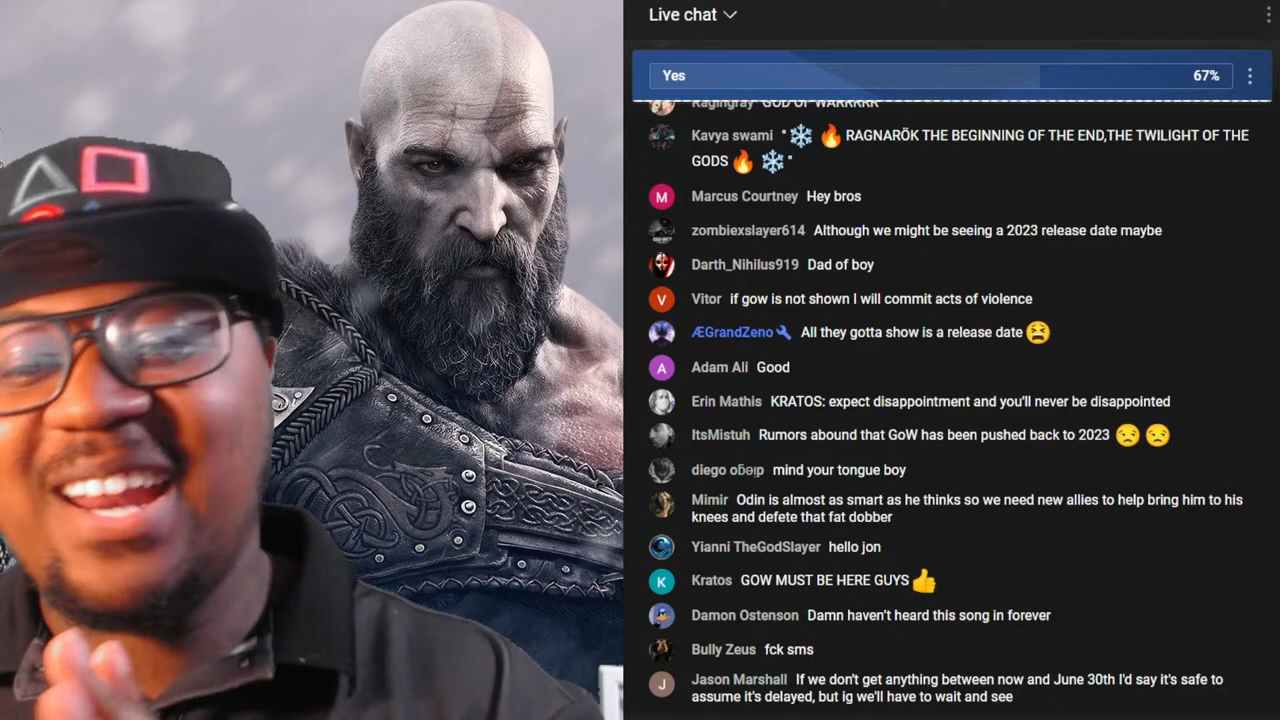 Live chat
Yes 67%
Ragingray GOD OF WARRRRR
Kavya swami "❄️ 🔥 RAGNARÖK THE BEGINNING OF THE END,THE TWILIGHT OF THE
GODS 🔥 ❄️"
Marcus Courtney Hey bros
zombiexslayer614 Although we might be seeing a 2023 release date maybe
Darth_Nihilus919 Dad of boy
V Vitor if gow is not shown I will commit acts of violence
ÆGrandZeno All they gotta show is a release date 😫
A Adam Ali Good
Erin Mathis KRATOS: expect disappointment and you'll never be disappointed
ItsMistuh Rumors abound that GoW has been pushed back to 2023 😒 😒
diego mind your tongue boy
Mimir Odin is almost as smart as he thinks so we need new allies to help bring him to his
knees and defete that fat dobber
Yianni TheGodSlayer hello jon
K Kratos GOW MUST BE HERE GUYS 👍
Damon Ostenson Damn haven't heard this song in forever
Bully Zeus fck sms
J Jason Marshall If we don't get anything between now and June 30th I'd say it's safe to
assume it's delayed, but ig we'll have to wait and see